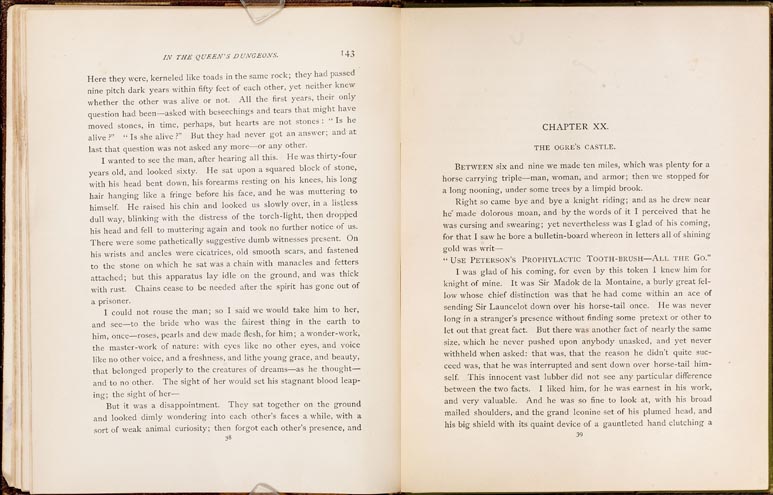 IN THE QUEEN'S DUNGEONS. 143
Here they were, kerneled like toads in the same rock; they had passed
nine pitch dark years within fifty feet of each other, yet neither knew
whether the other was alive or not. All the first years, their only
question had been—asked with beseechings and tears that might have
moved stones, in time, perhaps, but hearts are not stones: "Is he
alive?" "Is she alive?" But they had never got an answer; and at
last that question was not asked any more—or any other.
I wanted to see the man, after hearing all this. He was thirty-four
years old, and looked sixty. He sat upon a squared block of stone,
with his head bent down, his forearms resting on his knees, his long
hair hanging like a fringe before his face, and he was muttering to
himself. He raised his chin and looked us slowly over, in a listless
dull way, blinking with the distress of the torch-light, then dropped
his head and fell to muttering again and took no further notice of us.
There were some pathetically suggestive dumb witnesses present. On
his wrists and ancles were cicatrices, old smooth scars, and fastened
to the stone on which he sat was a chain with manacles and fetters
attached; but this apparatus lay idle on the ground, and was thick
with rust. Chains cease to be needed after the spirit has gone out of
a prisoner.
I could not rouse the man; so I said we would take him to her,
and see—to the bride who was the fairest thing in the earth to
him, once—roses, pearls and dew made flesh, for him; a wonder-work,
the master-work of nature: with eyes like no other eyes, and voice
like no other voice, and a freshness, and lithe young grace, and beauty,
that belonged properly to the creatures of dreams—as he thought—
and to no other. The sight of her would set his stagnant blood leap-
ing; the sight of her—
But it was a disappointment. They sat together on the ground
and looked dimly wondering into each other's faces a while, with a
sort of weak animal curiosity; then forgot each other's presence, and
38
CHAPTER XX.
THE OGRE'S CASTLE.
BETWEEN six and nine we made ten miles, which was plenty for a
horse carrying triple—man, woman, and armor; then we stopped for
a long nooning, under some trees by a limpid brook.
Right so came bye and bye a knight riding; and as he drew near
he made dolorous moan, and by the words of it I perceived that he
was cursing and swearing; yet nevertheless was I glad of his coming,
for that I saw he bore a bulletin-board whereon in letters all of shining
gold was writ—
"USE PETERSON'S PROPHYLACTIC TOOTH-BRUSH—ALL THE GO."
I was glad of his coming, for even by this token I knew him for
knight of mine. It was Sir Madok de la Montaine, a burly great fel-
low whose chief distinction was that he had come within an ace of
sending Sir Launcelot down over his horse-tail once. He was never
long in a stranger's presence without finding some pretext or other to
let out that great fact. But there was another fact of nearly the same
size, which he never pushed upon anybody unasked, and yet never
withheld when asked: that was, that the reason he didn't quite suc-
ceed was, that he was interrupted and sent down over horse-tail him-
self. This innocent vast lubber did not see any particular difference
between the two facts. I liked him, for he was earnest in his work,
and very valuable. And he was so fine to look at, with his broad
mailed shoulders, and the grand leonine set of his plumed head, and
his big shield with its quaint device of a gauntleted hand clutching a
39